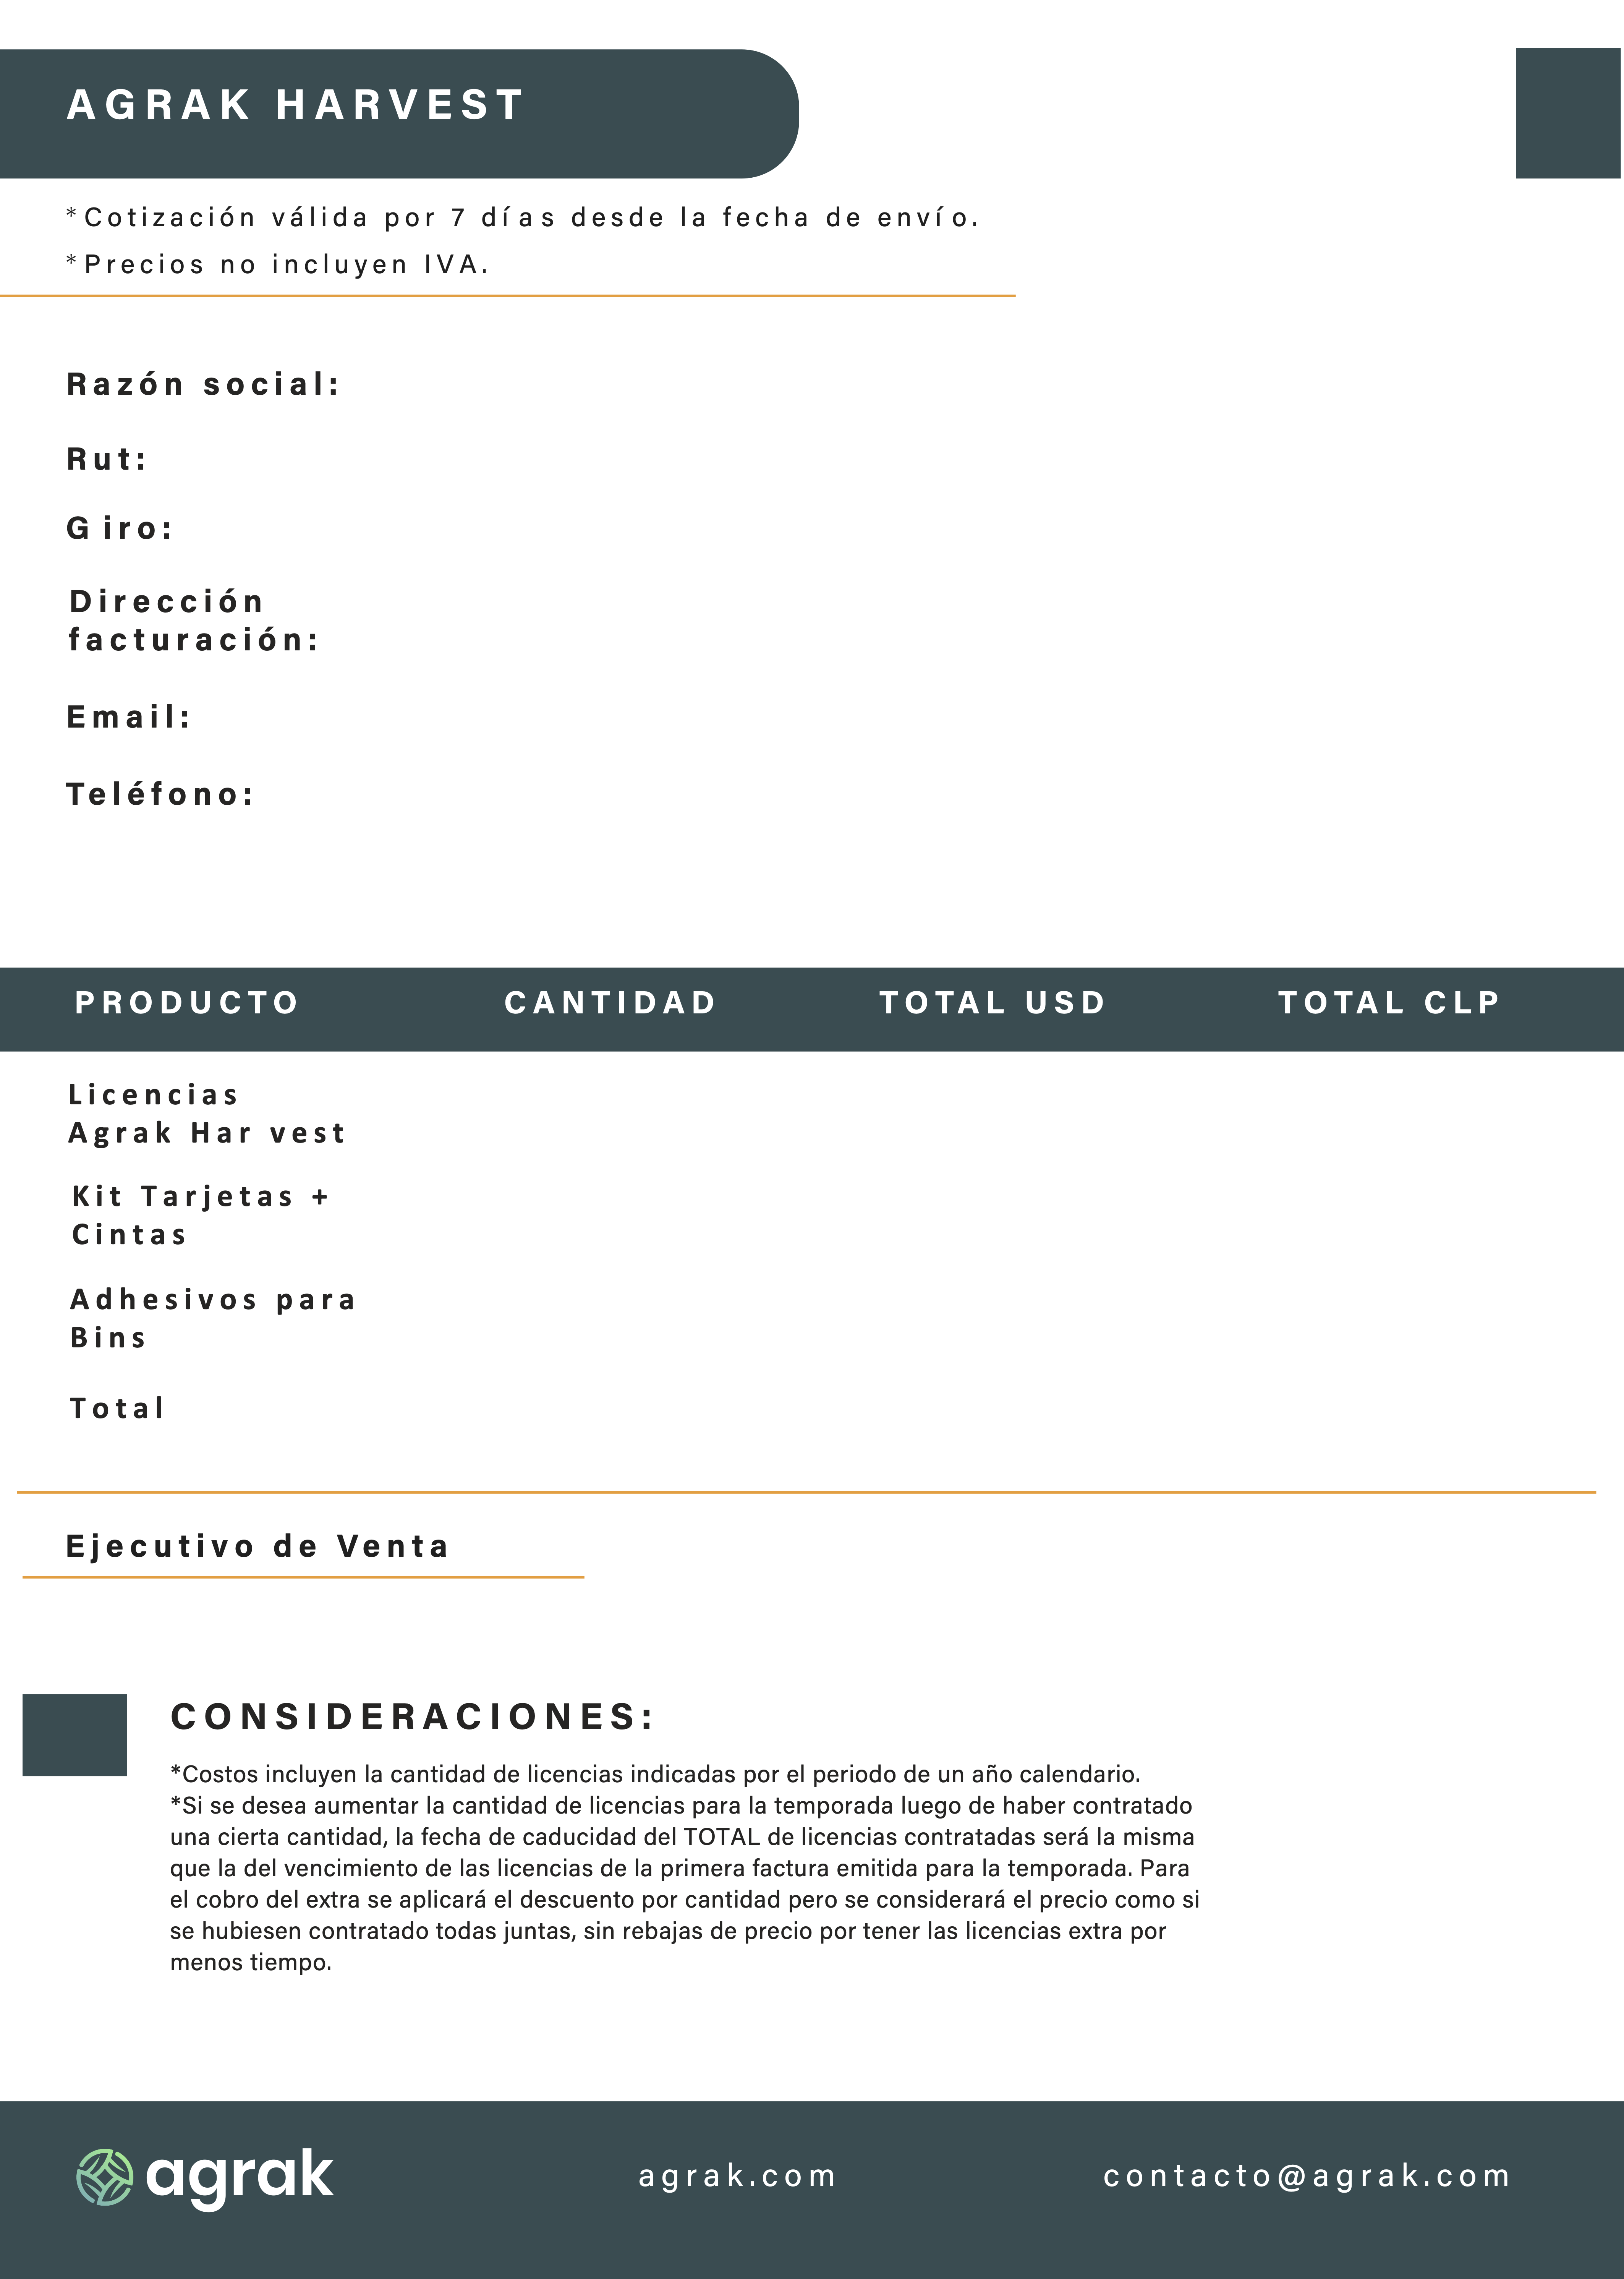 AGRAK HARVEST
*Cotización válida por 7 días desde la fecha de envío.
*Precios no incluyen IVA.
Razón social:
Rut:
Giro:
Dirección
facturación:
Email:
Teléfono:
PRODUCTO CANTIDAD TOTAL USD TOTAL CLP
Licencias
Agrak Harvest
Kit Tarjetas +
Cintas
Adhesivos para
Bins
Total
Ejecutivo de Venta
CONSIDERACIONES:
*Costos incluyen la cantidad de licencias indicadas por el periodo de un año calendario.
*Si se desea aumentar la cantidad de licencias para la temporada luego de haber contratado
una cierta cantidad, la fecha de caducidad del TOTAL de licencias contratadas será la misma
que la del vencimiento de las licencias de la primera factura emitida para la temporada. Para
el cobro del extra se aplicará el descuento por cantidad pero se considerará el precio como si
se hubiesen contratado todas juntas, sin rebajas de precio por tener las licencias extra por
menos tiempo.
agrak agrak.com contacto@agrak.com